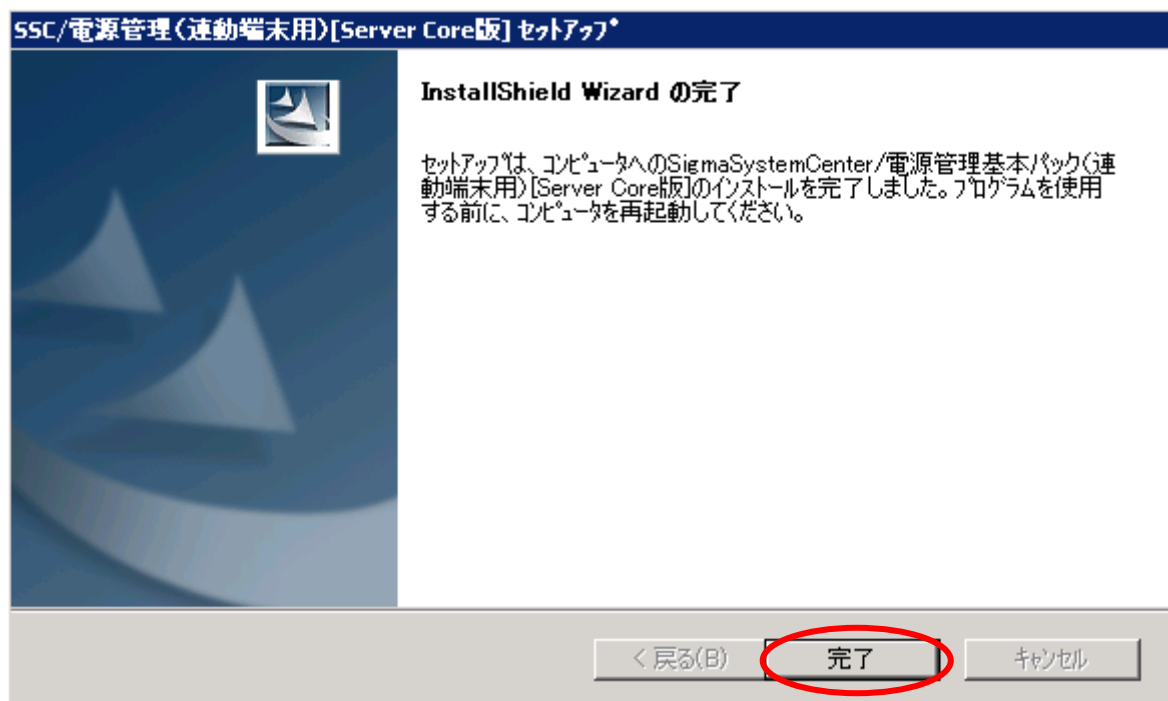 SSC/電源管理(連動端末用)[Server Core版] ｾｯﾄｱｯﾌﾟ
InstallShield Wizard の完了
ｾｯﾄｱｯﾌﾟは、ｺﾝﾋﾟｭｰﾀへのSigmaSystemCenter/電源管理基本パック(連
動端末用)[Server Core版]のｲﾝｽﾄｰﾙを完了しました。ﾌﾟﾛｸﾞﾗﾑを使用
する前に、ｺﾝﾋﾟｭｰﾀを再起動してください。
< 戻る(B)
完了
ｷｬﾝｾﾙ